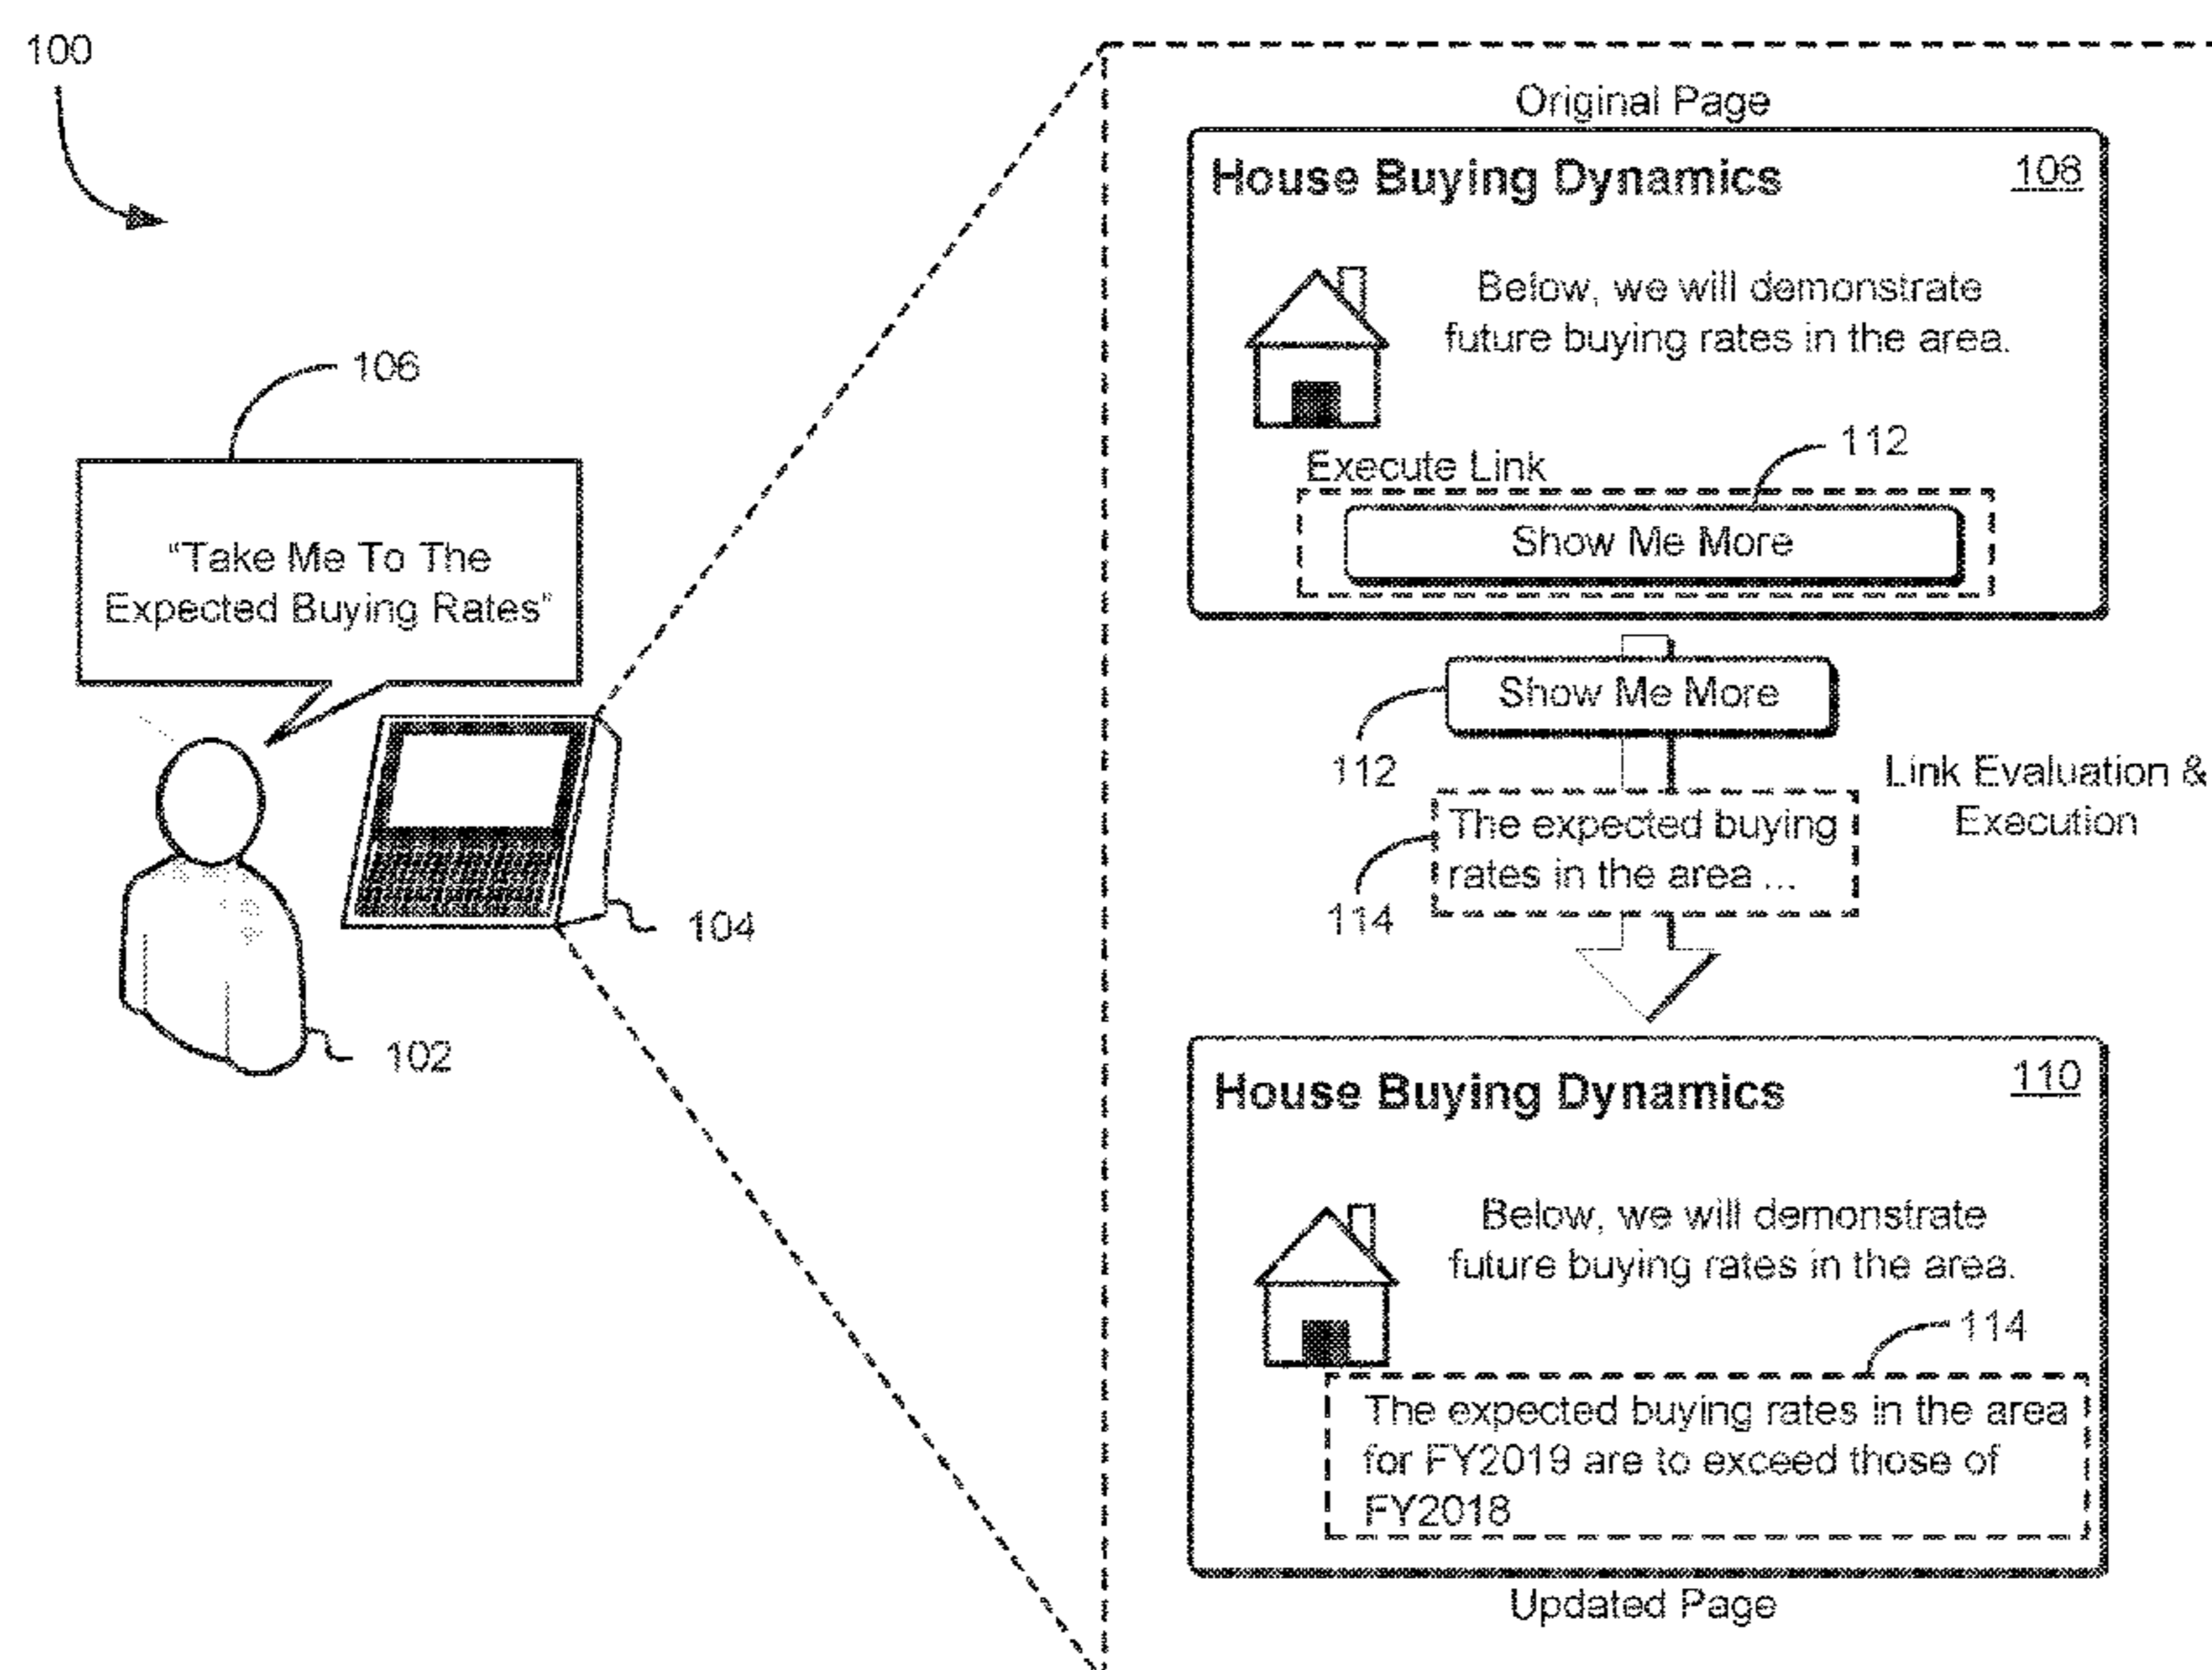 100
106
“Take Me To The
Expected Buying Rates”
104
102
Original Page
House Buying Dynamics
108
Below, we will demonstrate
future buying rates in the area.
112
Execute Link
Show Me More
Show Me More
112
Link Evaluation &
Execution
The expected buying
rates in the area ...
114
House Buying Dynamics
110
Below, we will demonstrate
future buying rates in the area.
114
The expected buying rates in the area
for FY2019 are to exceed those of
FY2018
Updated Page